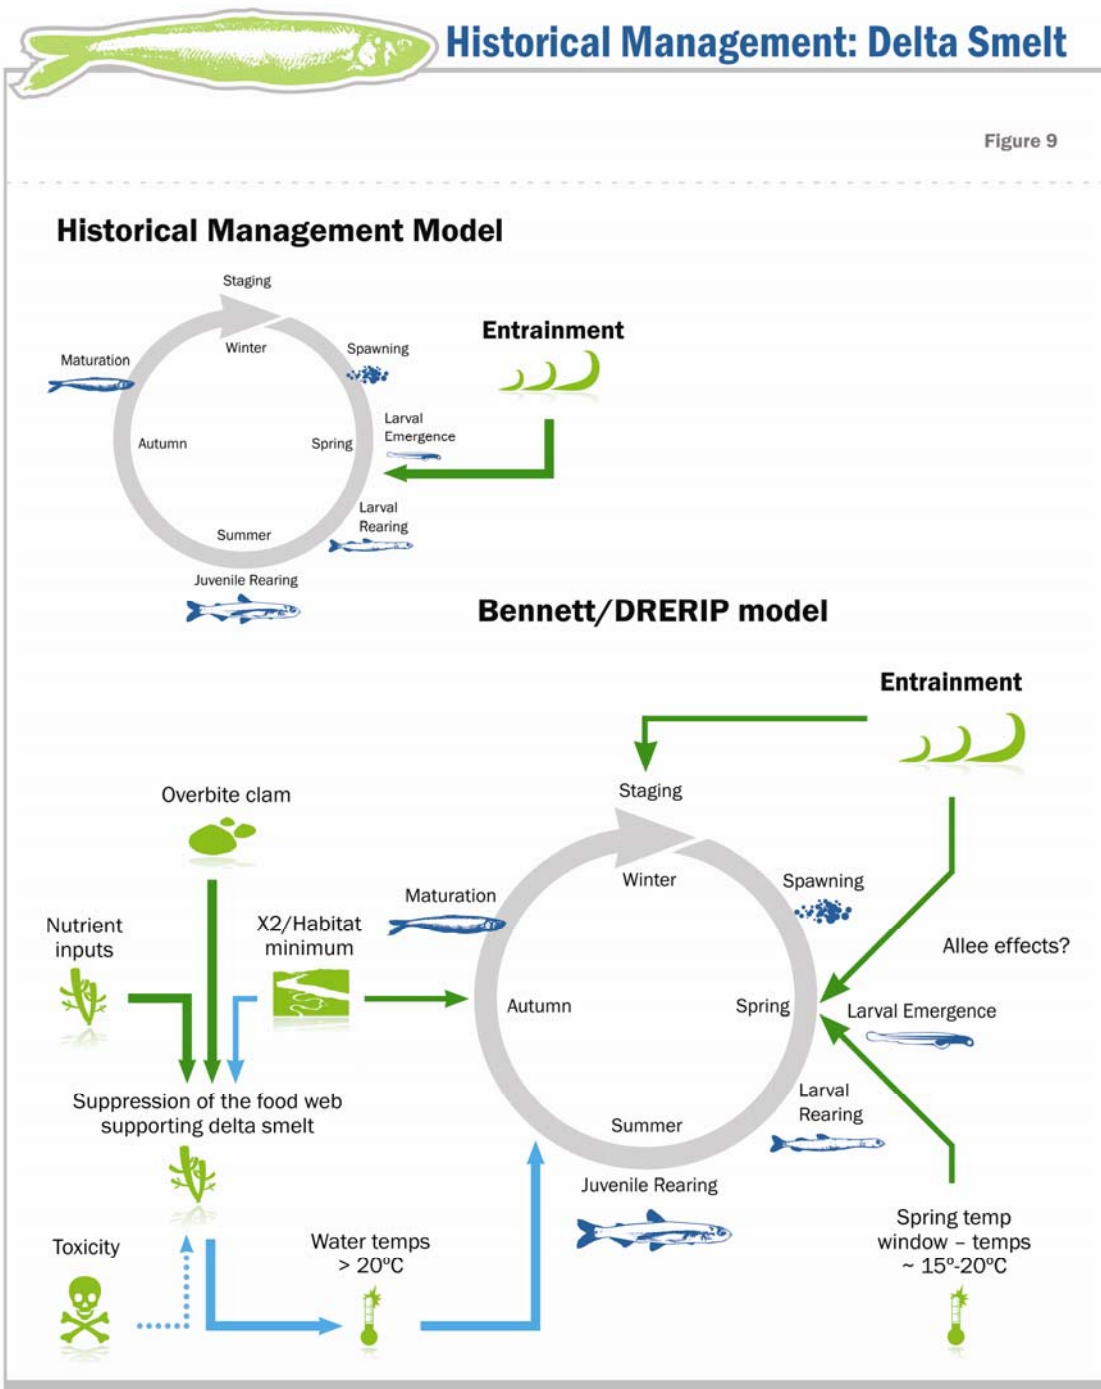 Historical Management: Delta Smelt
Figure 9
Historical Management Model
Staging
Winter
Spawning
Maturation
Entrainment
Larval
Emergence
Autumn
Spring
Larval
Rearing
Summer
Juvenile Rearing
Bennett/DRERIP model
Entrainment
Staging
Overbite clam
Winter
Spawning
Maturation
Nutrient
inputs
X2/Habitat
minimum
Allee effects?
Autumn
Spring
Larval Emergence
Suppression of the food web
supporting delta smelt
Larval
Rearing
Summer
Juvenile Rearing
Toxicity
Water temps
> 20ºC
Spring temp
window – temps
~ 15º-20ºC